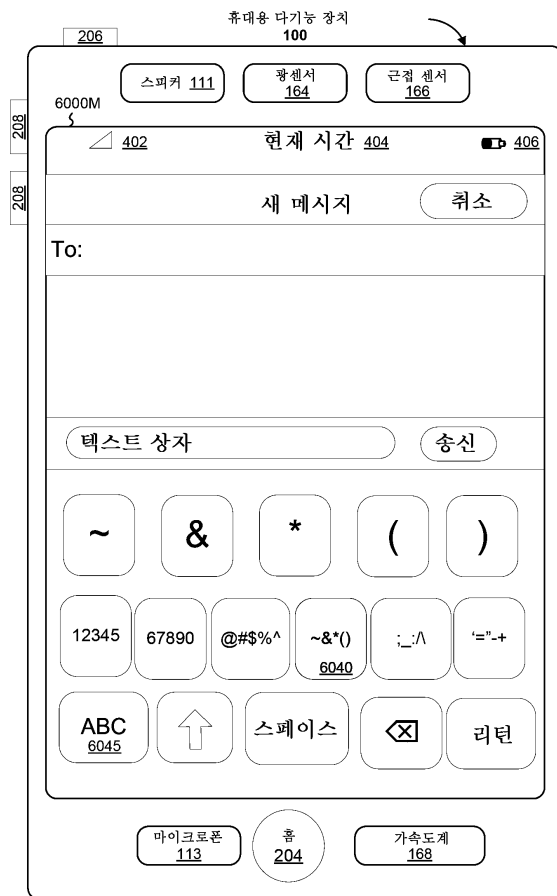 휴대용 다기능 장치
100
206
스피커 111
광센서
164
근접 센서
166
6000M
208
208
402
현재 시간 404
406
새 메시지
취소
To:
텍스트 상자
송신
~
&
*
(
)
12345
67890
@#$%^
~&*()
6040
;_:/\
‘=”-+
ABC
6045
스페이스
리턴
마이크로폰
113
홈
204
가속도계
168